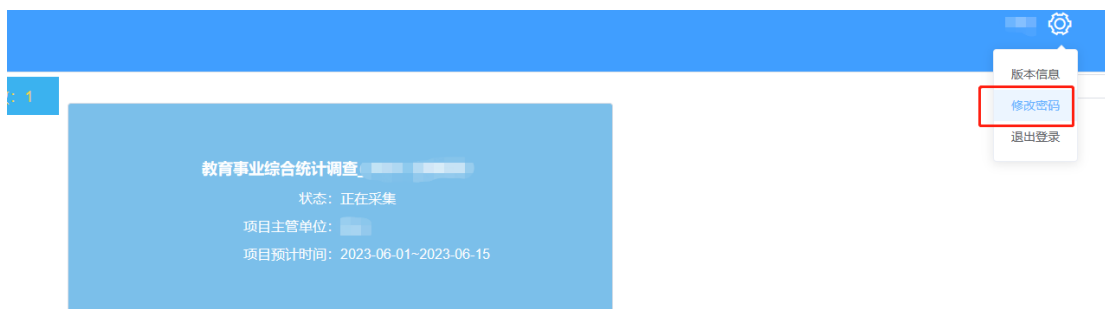 版本信息
修改密码
退出登录
: 1
教育事业综合统计调查_
状态：正在采集
项目主管单位：
项目预计时间：2023-06-01~2023-06-15